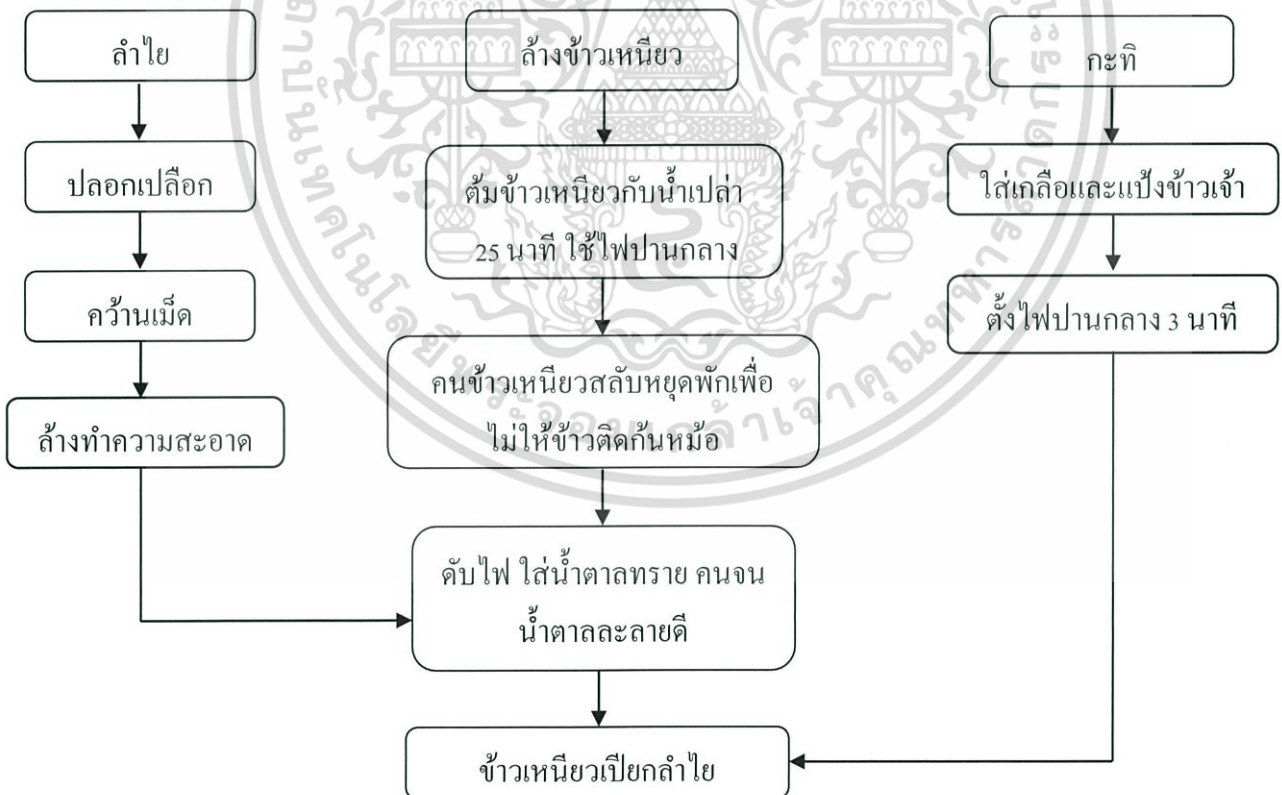 ลำไย
ปลอกเปลือก
คว้านเม็ด
ล้างทำความสะอาด
ล้างข้าวเหนียว
ต้มข้าวเหนียวกับน้ำเปล่า
25 นาที ใช้ไฟปานกลาง
คนข้าวเหนียวสลับหยุดพักเพื่อ
ไม่ให้ข้าวติดก้นหม้อ
ดับไฟ ใส่น้ำตาลทราย คนจน
น้ำตาลละลายดี
กะทิ
ใส่เกลือและแป้งข้าวเจ้า
ตั้งไฟปานกลาง 3 นาที
ข้าวเหนียวเปียกลำไย